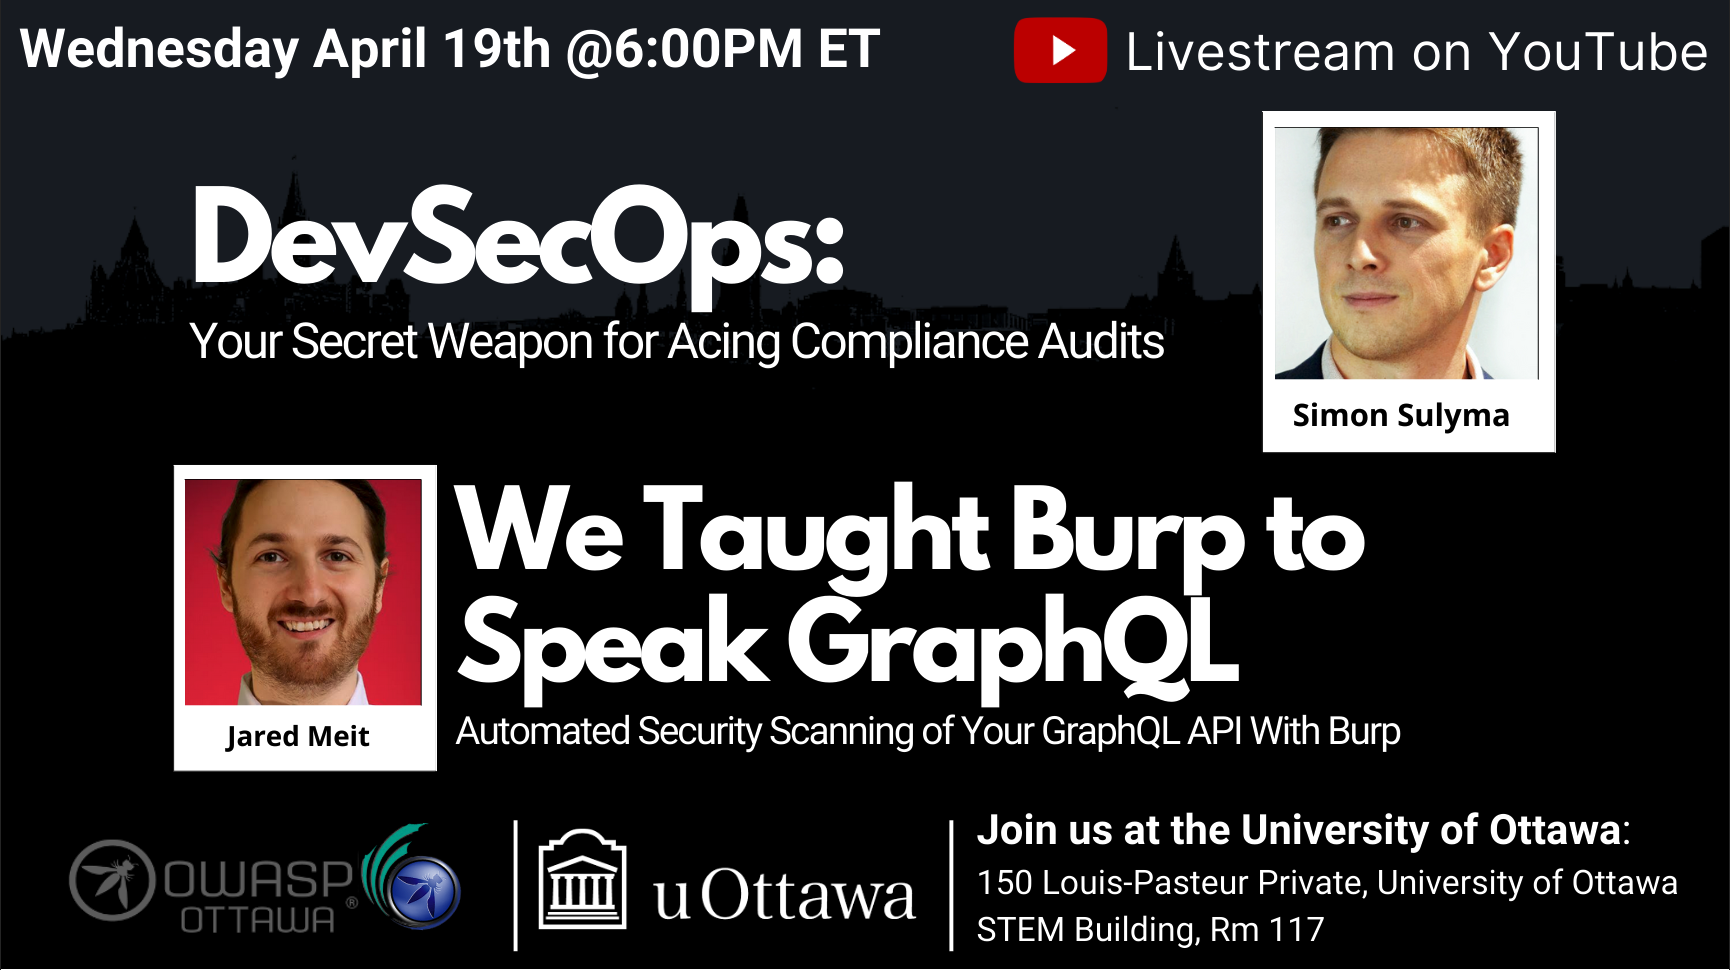 Wednesday April 19th @6:00PM ET
Livestream on YouTube
DevSecOps:
Your Secret Weapon for Acing Compliance Audits
Simon Sulyma
We Taught Burp to
Speak GraphQL
Automated Security Scanning of Your GraphQL API With Burp
Jared Meit
OWASP
OTTAWA ®
uOttawa
Join us at the University of Ottawa:
150 Louis-Pasteur Private, University of Ottawa
STEM Building, Rm 117